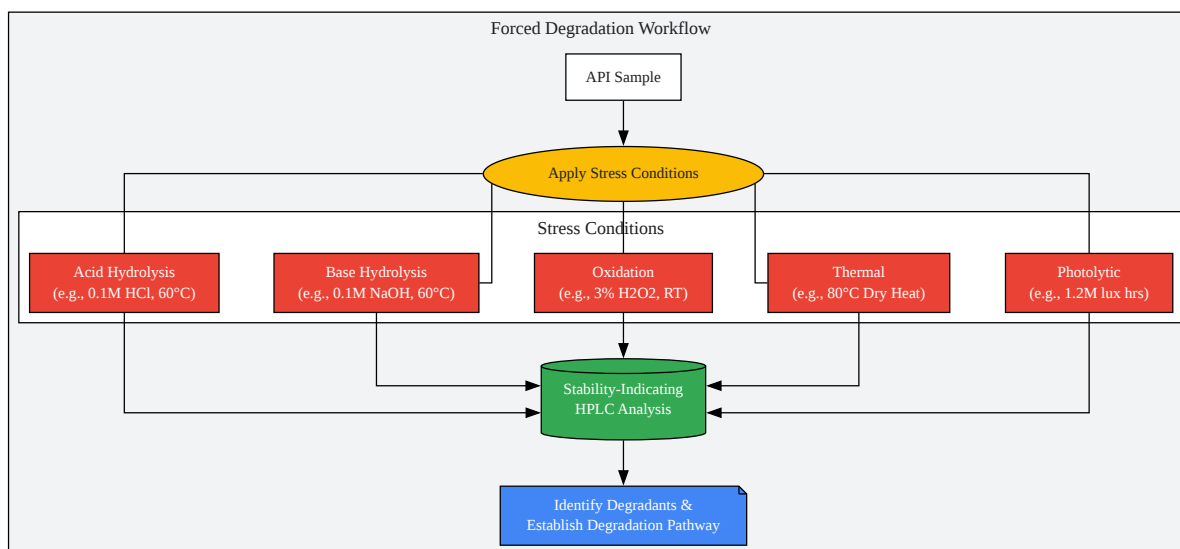 Forced Degradation Workflow
API Sample
Apply Stress Conditions
Stress Conditions
Acid Hydrolysis
(e.g., 0.1M HCl, 60°C)
Base Hydrolysis
(e.g., 0.1M NaOH, 60°C)
Oxidation
(e.g., 3% H2O2, RT)
Thermal
(e.g., 80°C Dry Heat)
Photolytic
(e.g., 1.2M lux hrs)
Stability-Indicating
HPLC Analysis
Identify Degradants &
Establish Degradation Pathway